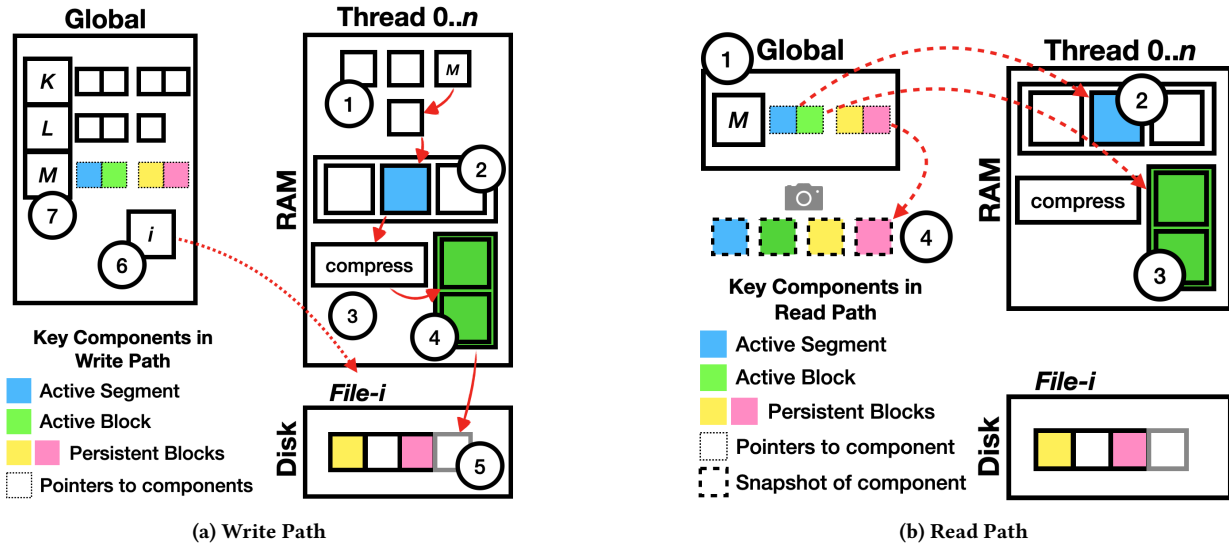 Global
K
L
M
7
i
6
Key Components in
Write Path
Active Segment
Active Block
Persistent Blocks
Pointers to components
Thread 0..n
M
1
2
RAM
compress
3
4
File-i
Disk
5
(a) Write Path
1
Global
M
4
Key Components in
Read Path
Active Segment
Active Block
Persistent Blocks
Pointers to component
Snapshot of component
Thread 0..n
2
RAM
compress
3
File-i
Disk
(b) Read Path